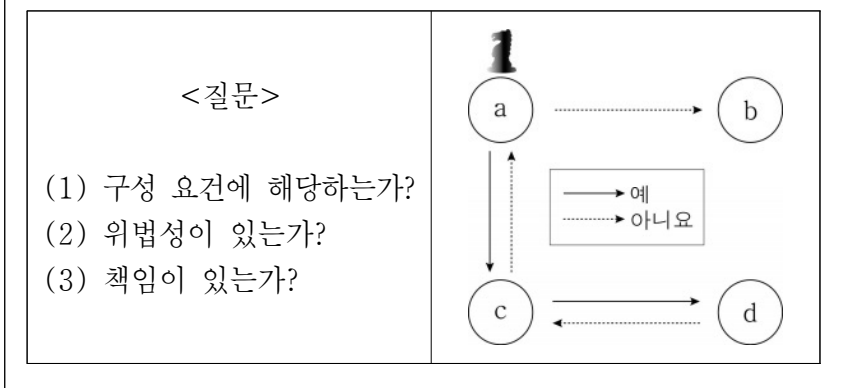 <질문>
(1) 구성 요건에 해당하는가?
(2) 위법성이 있는가?
(3) 책임이 있는가?
a
b
예
아니요
c
d